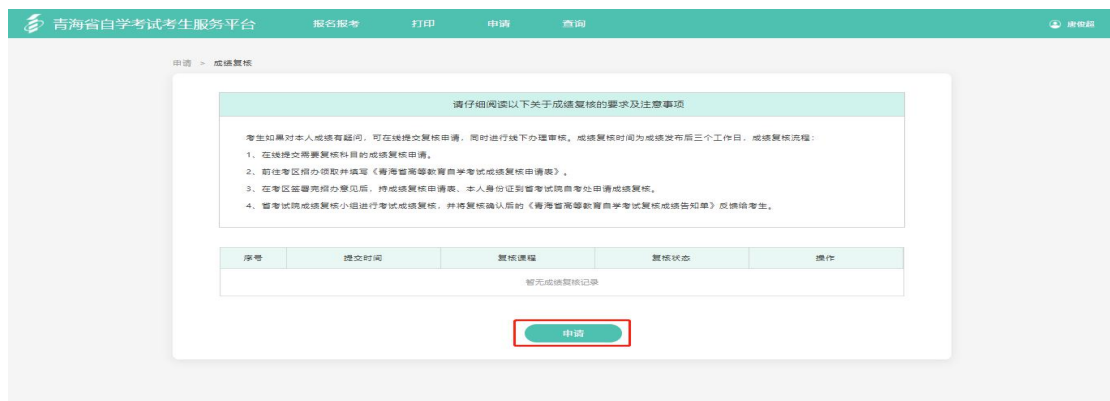 青海省自学考试考生服务平台 报名报考 打印 申请 查询
申请 > 成绩复核
请仔细阅读以下关于成绩复核的要求及注意事项
考生如果对本人成绩有疑问，可在线提交复核申请，同时进行线下办理审核。成绩复核时间为成绩发布后三个工作日，成绩复核流程：
1、在线提交需要复核科目的成绩复核申请。
2、前往考区招办领取并填写《青海省高等教育自学考试成绩复核申请表》。
3、在考区签署完招办意见后，持成绩复核申请表、本人身份证到省考试院自考处申请成绩复核。
4、省考试院成绩复核小组进行考试成绩复核，并将复核确认后的《青海省高等教育自学考试复核成绩告知单》反馈给考生。
序号 提交时间 复核课程 复核状态 操作
暂无成绩复核记录
申请